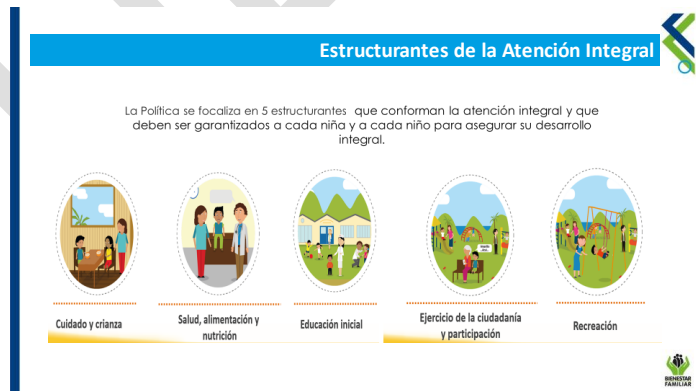 Estructurantes de la Atención Integral
La Política se focaliza en 5 estructurantes que conforman la atención integral y que
deben ser garantizados a cada niña y a cada niño para asegurar su desarrollo
integral.
Cuidado y crianza
Salud, alimentación y
nutrición
Educación inicial
Ejercicio de la ciudadanía
y participación
Recreación
BIENESTAR
FAMILIAR